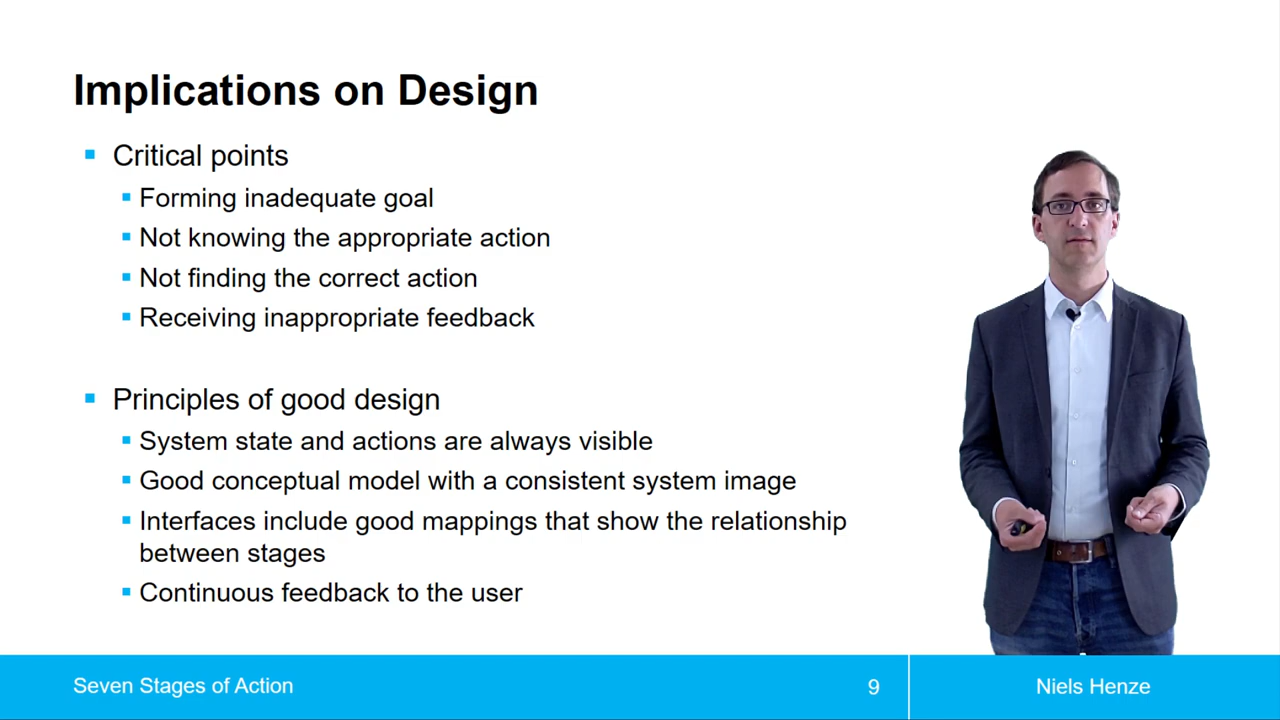 Implications on Design
Critical points
Forming inadequate goal
Not knowing the appropriate action
Not finding the correct action
Receiving inappropriate feedback
Principles of good design
System state and actions are always visible
Good conceptual model with a consistent system image
Interfaces include good mappings that show the relationship
between stages
Continuous feedback to the user
Seven Stages of Action
9
Niels Henze